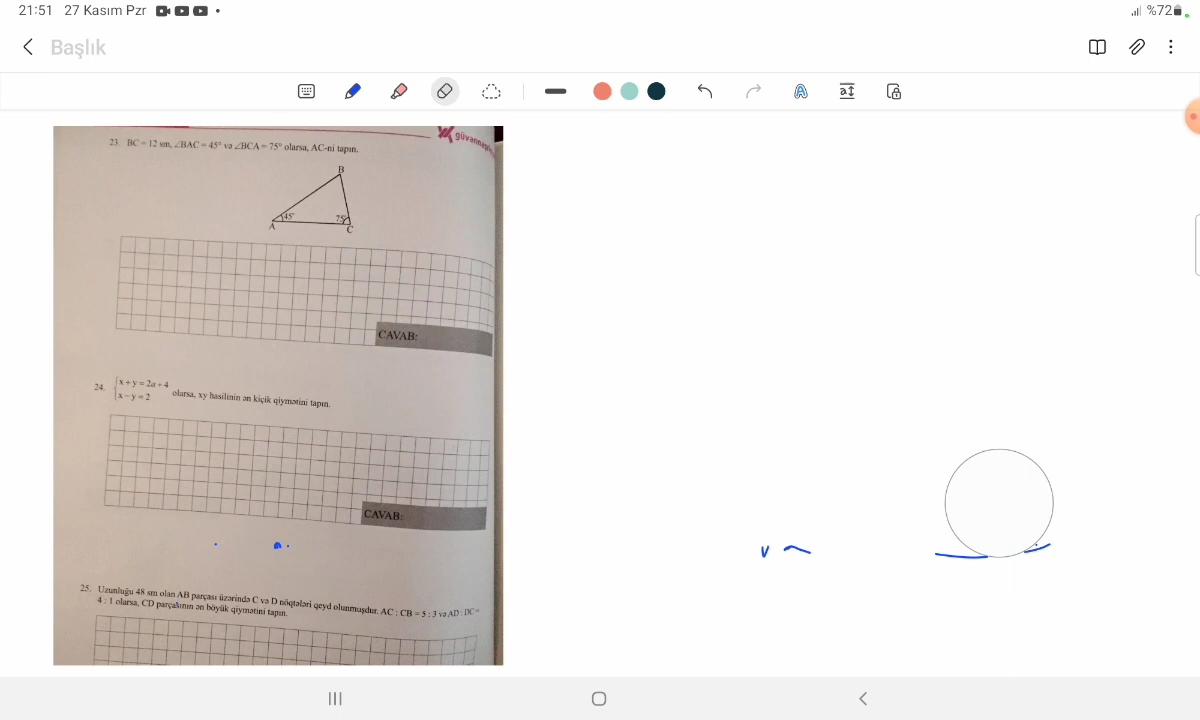 21:51 27 Kasım Pzr %72
Başlık
güvənnəşr
23. BC = 12 sm, ∠BAC = 45° və ∠BCA = 75° olarsa, AC-ni tapın.
B
45°
75°
A
C
CAVAB:
24. {x + y = 2a + 4
{x − y = 2
olarsa, xy hasilinin ən kiçik qiymətini tapın.
CAVAB:
25. Uzunluğu 48 sm olan AB parçası üzərində C və D nöqtələri qeyd olunmuşdur. AC : CB = 5 : 3 və AD : DC =
4 : 1 olarsa, CD parçasının ən böyük qiymətini tapın.